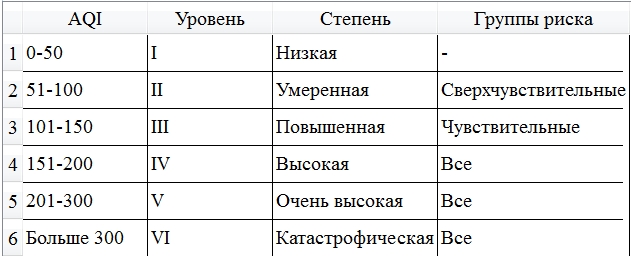 AQI Уровень Степень Группы риска
1 0-50 I Низкая -
2 51-100 II Умеренная Сверхчувствительные
3 101-150 III Повышенная Чувствительные
4 151-200 IV Высокая Все
5 201-300 V Очень высокая Все
6 Больше 300 VI Катастрофическая Все